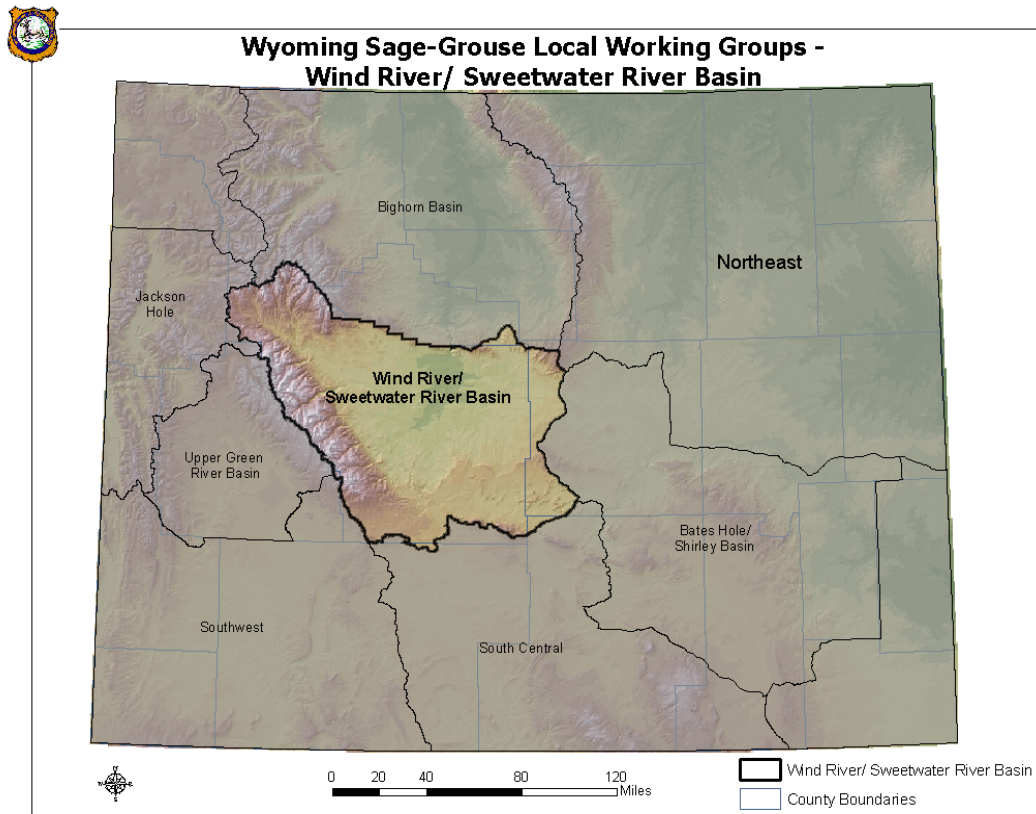 Wyoming Sage-Grouse Local Working Groups -
Wind River/ Sweetwater River Basin
Bighorn Basin
Northeast
Jackson
Hole
Wind River/
Sweetwater River Basin
Upper Green
River Basin
Bates Hole/
Shirley Basin
Southwest
South Central
0 20 40 80 120
Miles
Wind River/ Sweetwater River Basin
County Boundaries